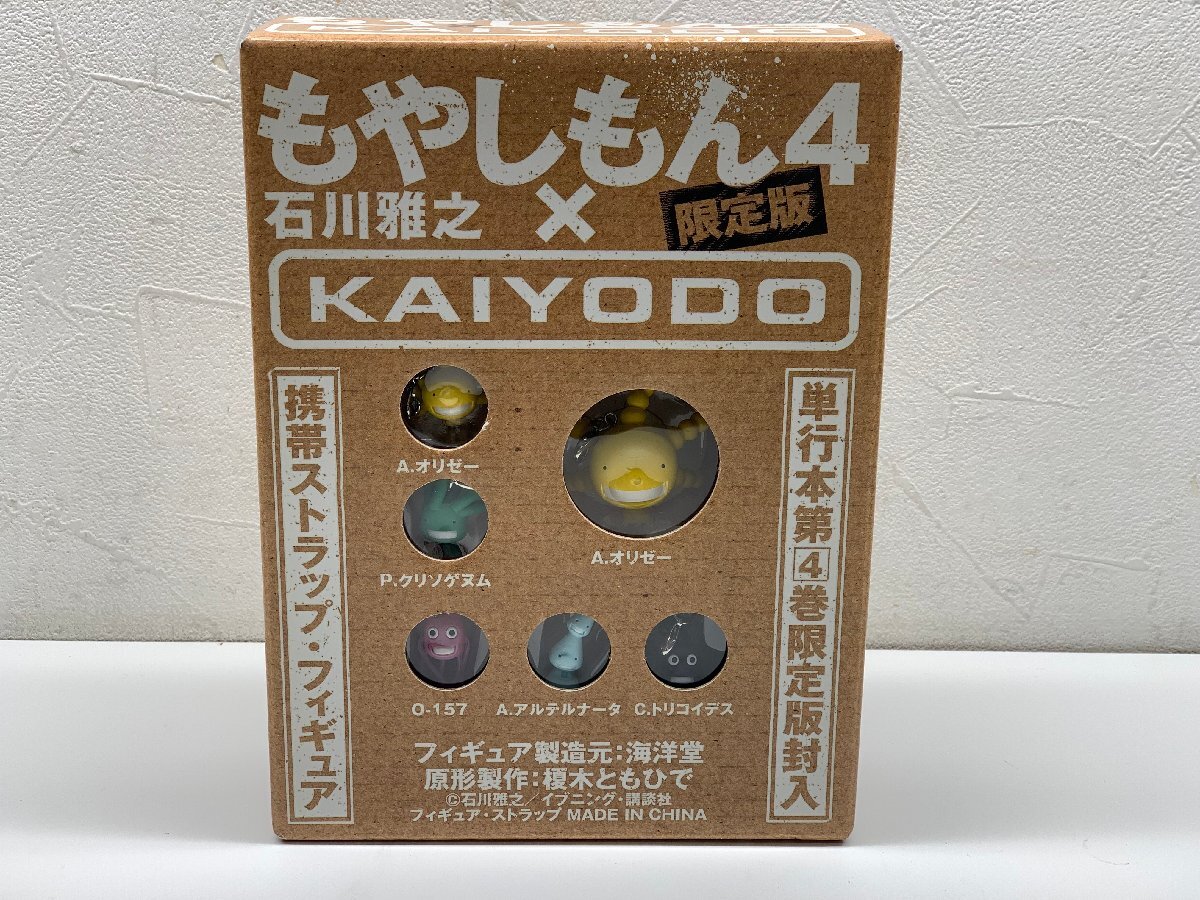 KAIYODO
もやしもん4
石川雅之 × 限定版
KAIYODO
携帯ストラップ・フィギュア
単行本第4巻限定版封入
A.オリゼー
A.オリゼー
P.クリソゲヌム
O-157
A.アルテルナータ
C.トリコイデス
フィギュア製造元:海洋堂
原形製作:榎木ともひで
©石川雅之/イブニング・講談社
フィギュア・ストラップ MADE IN CHINA